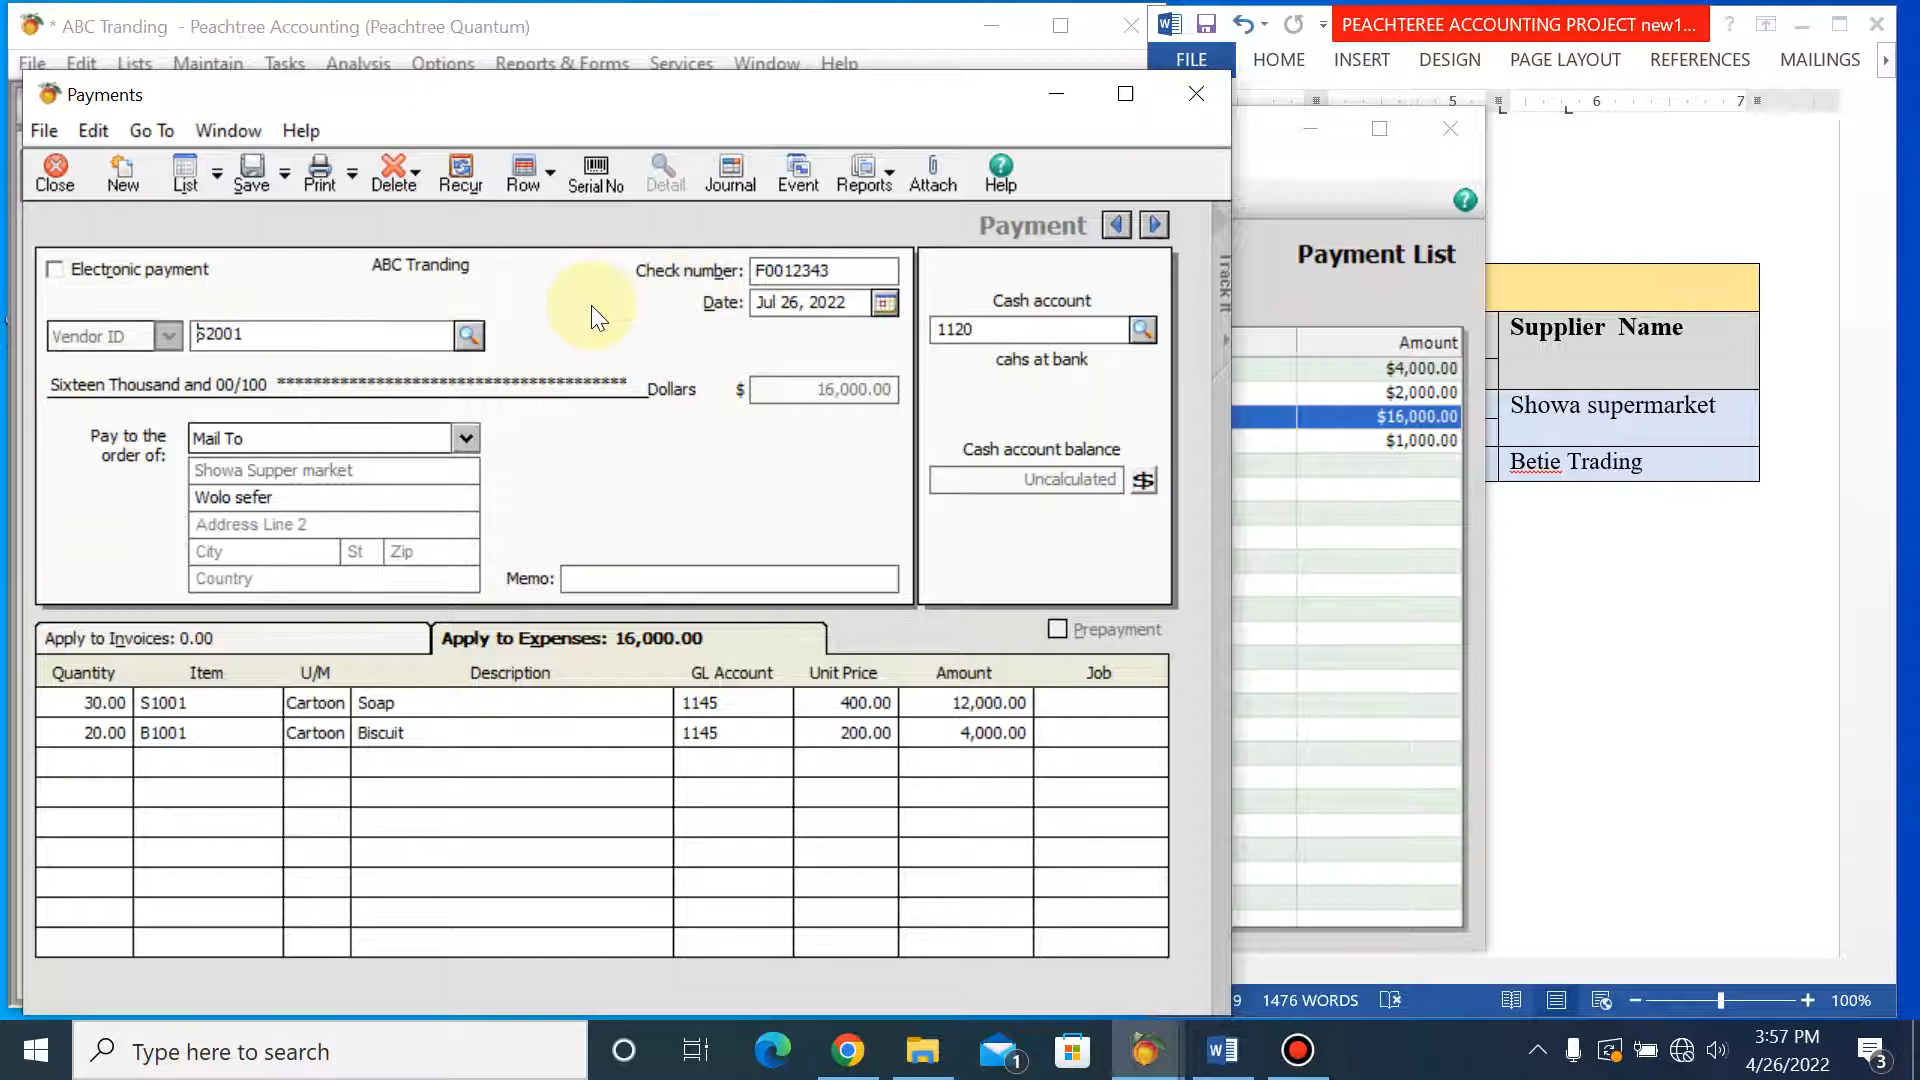 * ABC Tranding - Peachtree Accounting (Peachtree Quantum)
File Edit Lists Maintain Tasks Analysis Options Reports & Forms Services Window Help
PEACHTEREE ACCOUNTING PROJECT new1...
FILE HOME INSERT DESIGN PAGE LAYOUT REFERENCES MAILINGS
5 6 7
Payments
File Edit Go To Window Help
Close New List Save Print Delete Recur Row Serial No Detail Journal Event Reports Attach Help
Payment
Electronic payment
ABC Tranding
Check number: F0012343
Date: Jul 26, 2022
Vendor ID S2001
Sixteen Thousand and 00/100 *************************************** Dollars $ 16,000.00
Pay to the order of:
Mail To
Showa Supper market
Wolo sefer
Address Line 2
City St Zip
Country
Memo:
Cash account
1120
cahs at bank
Cash account balance
Uncalculated $
Track It
Apply to Invoices: 0.00
Apply to Expenses: 16,000.00
Prepayment
Quantity Item U/M Description GL Account Unit Price Amount Job
30.00 S1001 Cartoon Soap 1145 400.00 12,000.00
20.00 B1001 Cartoon Biscuit 1145 200.00 4,000.00
Payment List
Amount
$4,000.00
$2,000.00
$16,000.00
$1,000.00
Supplier Name
Showa supermarket
Betie Trading
9 1476 WORDS
100%
Type here to search
1
3:57 PM
4/26/2022
3